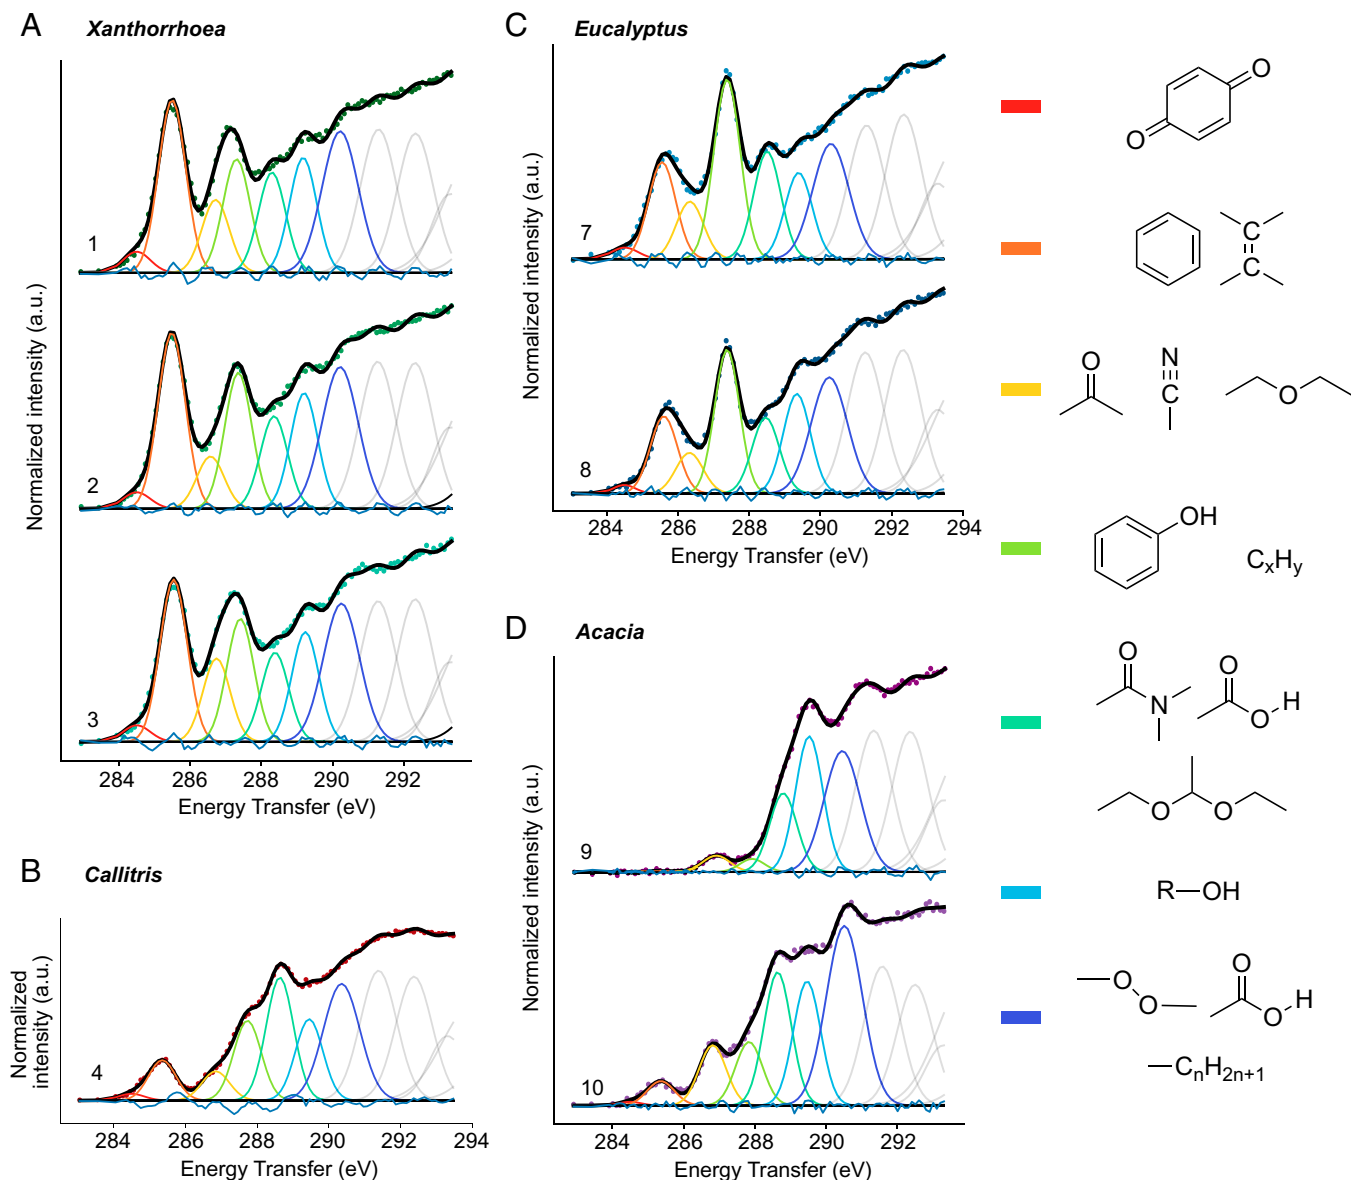 A Xanthorrhoea
Normalized intensity (a.u.)
1
2
3
284 286 288 290 292
Energy Transfer (eV)
B Callitris
Normalized
intensity (a.u.)
4
284 286 288 290 292 294
Energy Transfer (eV)
C Eucalyptus
Normalized intensity (a.u.)
7
8
284 286 288 290 292 294
Energy Transfer (eV)
D Acacia
Normalized intensity (a.u.)
9
10
284 286 288 290 292
Energy Transfer (eV)
O
O
C
C
O
N
C
O
OH
CxHy
O
N
O
O
H
O
O
R—OH
O
O
O
O
H
—CnH2n+1